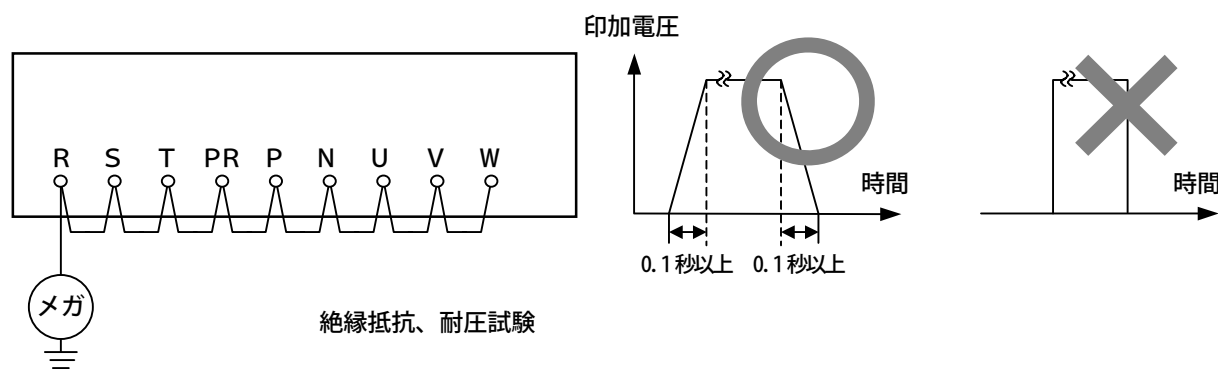 印加電圧
R S T PR P N U V W
時間 時間
0.1秒以上 0.1秒以上
メガ
絶縁抵抗、耐圧試験